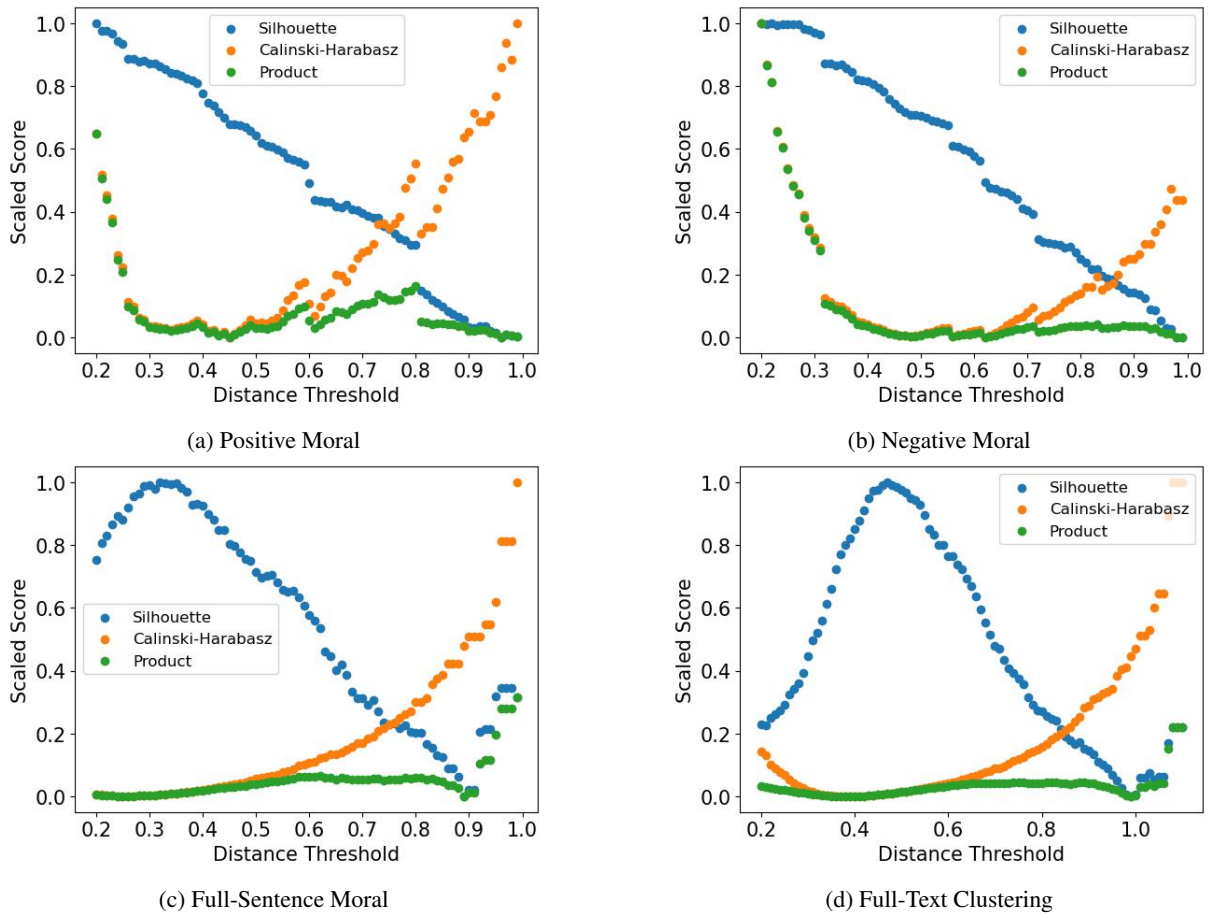 Scaled Score
1.0
0.8
0.6
0.4
0.2
0.0
Silhouette
Calinski-Harabasz
Product
0.2 0.3 0.4 0.5 0.6 0.7 0.8 0.9 1.0
Distance Threshold
(a) Positive Moral
Scaled Score
1.0
0.8
0.6
0.4
0.2
0.0
Silhouette
Calinski-Harabasz
Product
0.2 0.3 0.4 0.5 0.6 0.7 0.8 0.9 1.0
Distance Threshold
(b) Negative Moral
Scaled Score
1.0
0.8
0.6
0.4
0.2
0.0
Silhouette
Calinski-Harabasz
Product
0.2 0.3 0.4 0.5 0.6 0.7 0.8 0.9 1.0
Distance Threshold
(c) Full-Sentence Moral
Scaled Score
1.0
0.8
0.6
0.4
0.2
0.0
Silhouette
Calinski-Harabasz
Product
0.2 0.4 0.6 0.8 1.0
Distance Threshold
(d) Full-Text Clustering